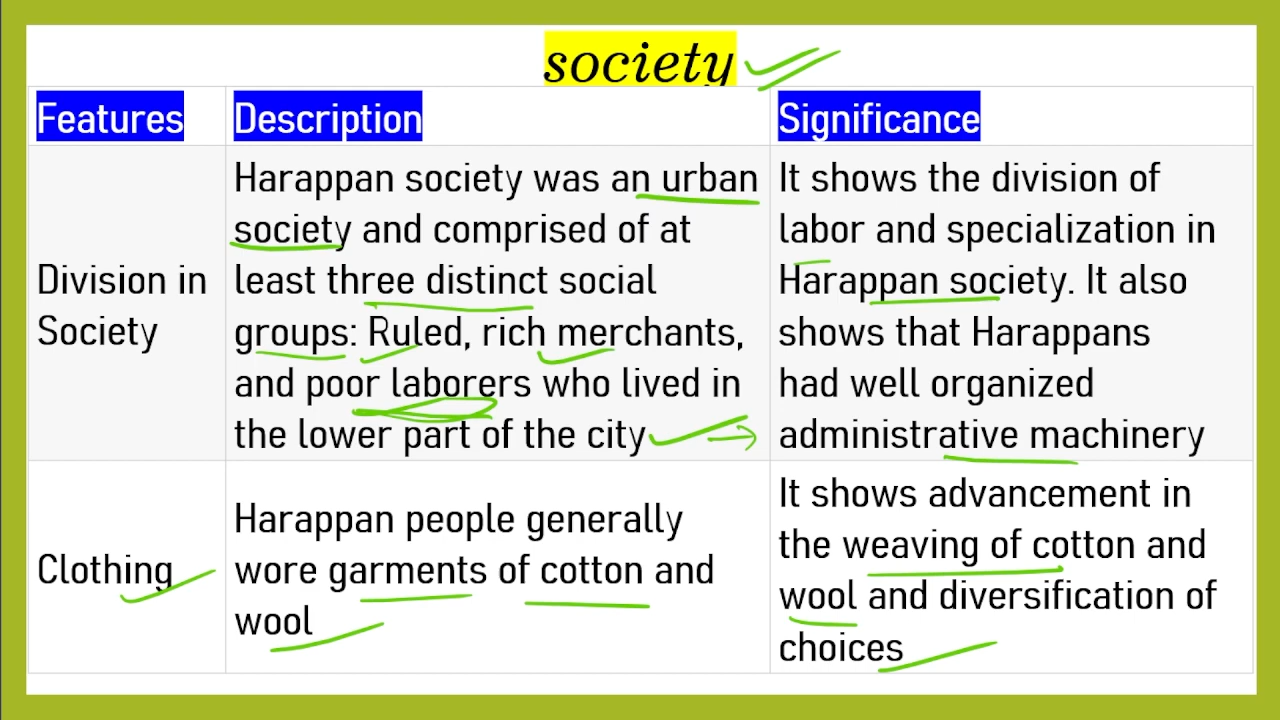 society
Features
Description
Significance
Division in
Society
Harappan society was an urban
society and comprised of at
least three distinct social
groups: Ruled, rich merchants,
and poor laborers who lived in
the lower part of the city
It shows the division of
labor and specialization in
Harappan society. It also
shows that Harappans
had well organized
administrative machinery
Clothing
Harappan people generally
wore garments of cotton and
wool
It shows advancement in
the weaving of cotton and
wool and diversification of
choices